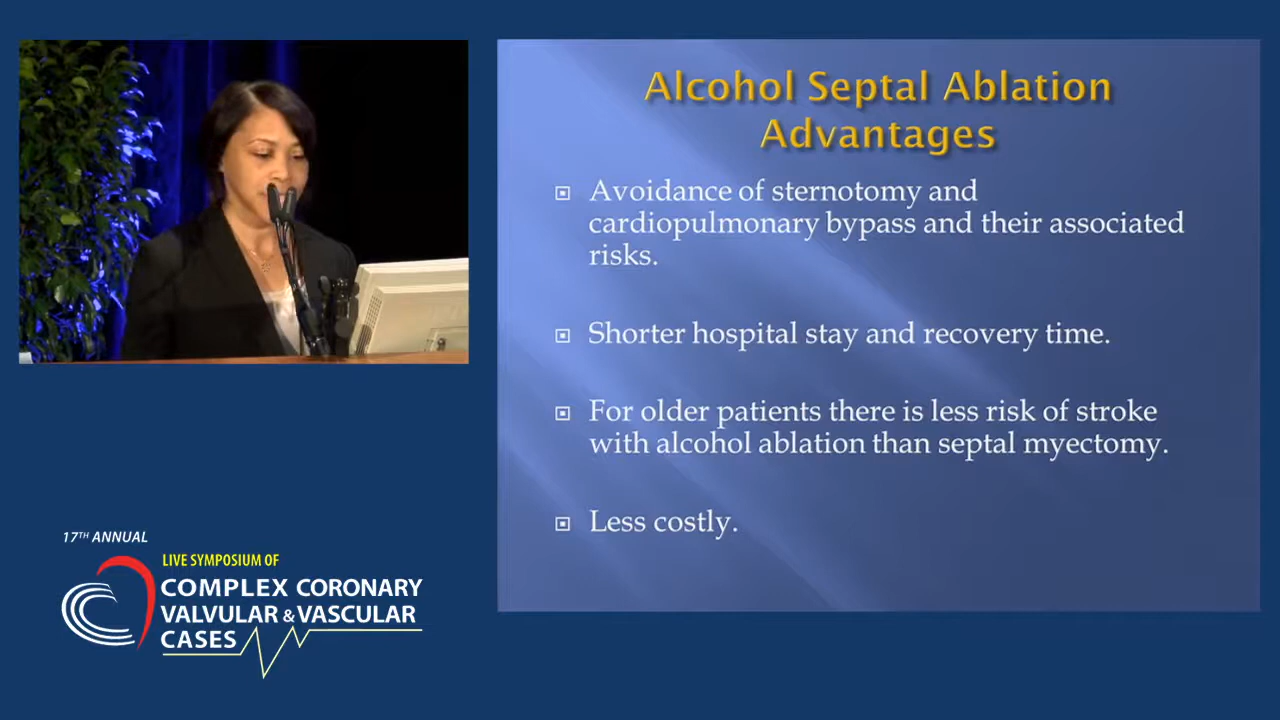 Alcohol Septal Ablation
Advantages
Avoidance of sternotomy and
cardiopulmonary bypass and their associated
risks.
Shorter hospital stay and recovery time.
For older patients there is less risk of stroke
with alcohol ablation than septal myectomy.
Less costly.
17TH ANNUAL
LIVE SYMPOSIUM OF
COMPLEX CORONARY
VALVULAR & VASCULAR
CASES